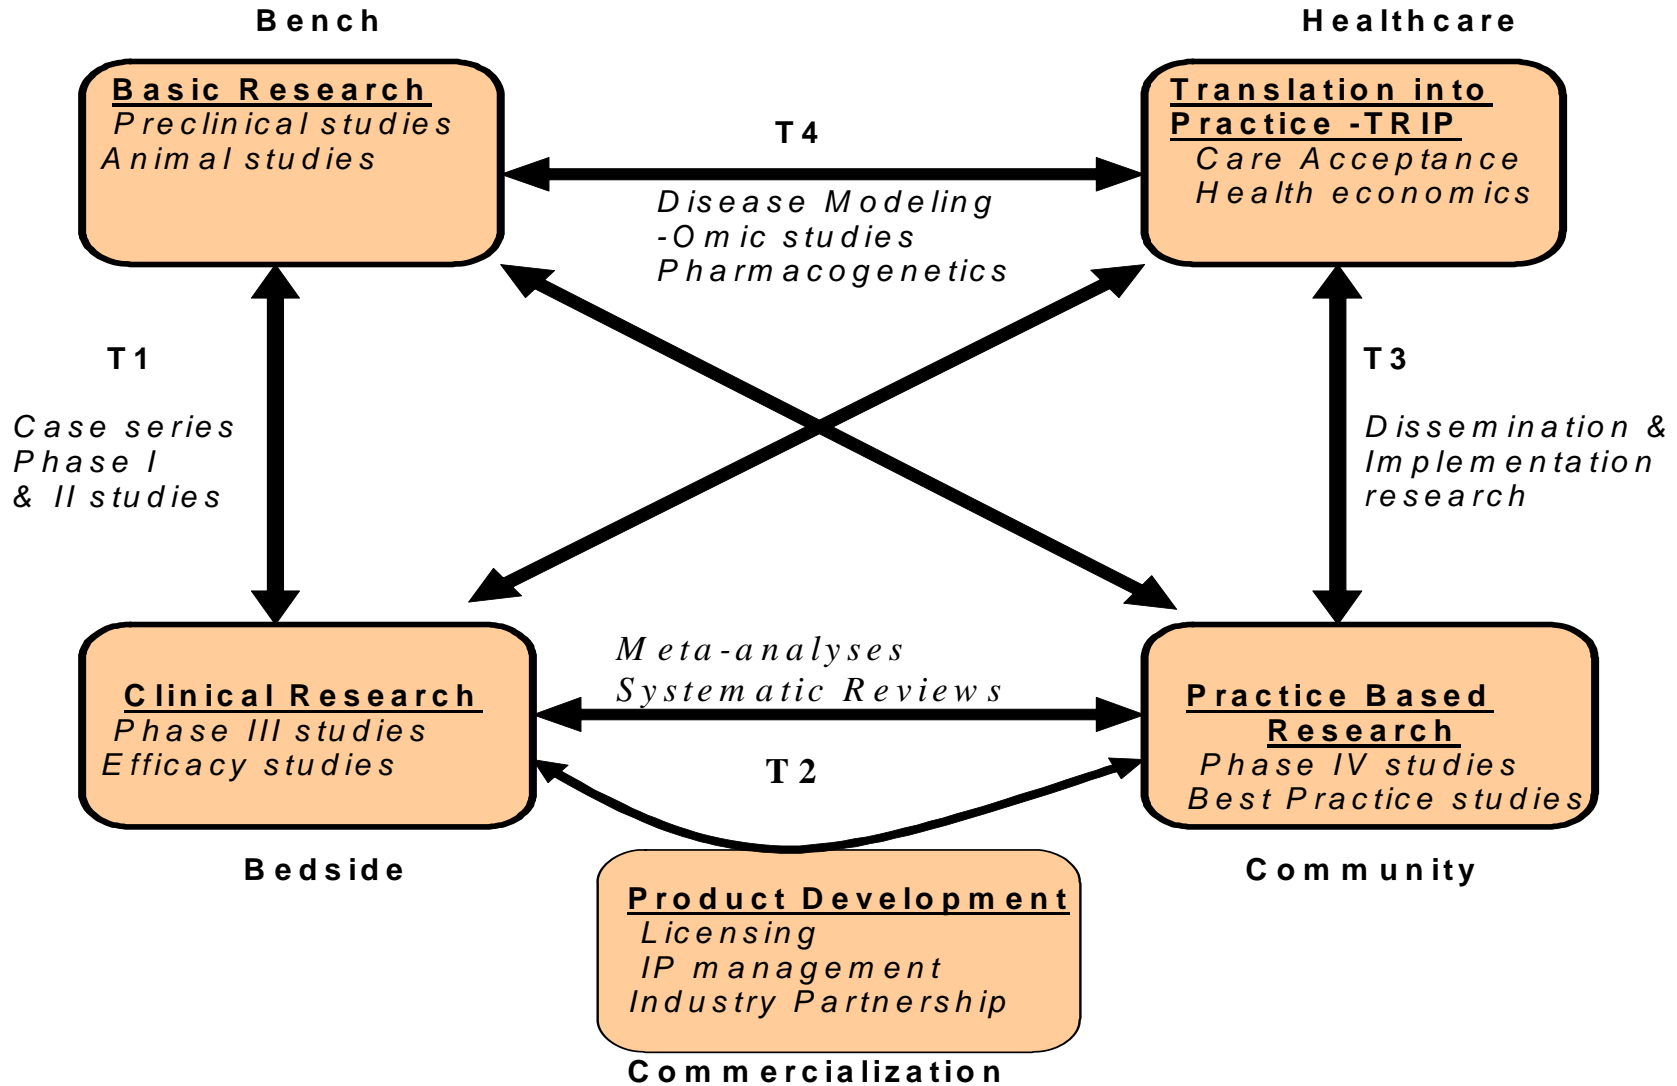 Bench
Healthcare
Basic Research
Preclinical studies
Animal studies
Translation into
Practice -TRIP
Care Acceptance
Health economics
T4
Disease Modeling
-Omic studies
Pharmacogenetics
T1
Case series
Phase I
& II studies
T3
Dissemination &
Implementation
research
Meta-analyses
Systematic Reviews
T2
Clinical Research
Phase III studies
Efficacy studies
Practice Based
Research
Phase IV studies
Best Practice studies
Bedside
Community
Product Development
Licensing
IP management
Industry Partnership
Commercialization